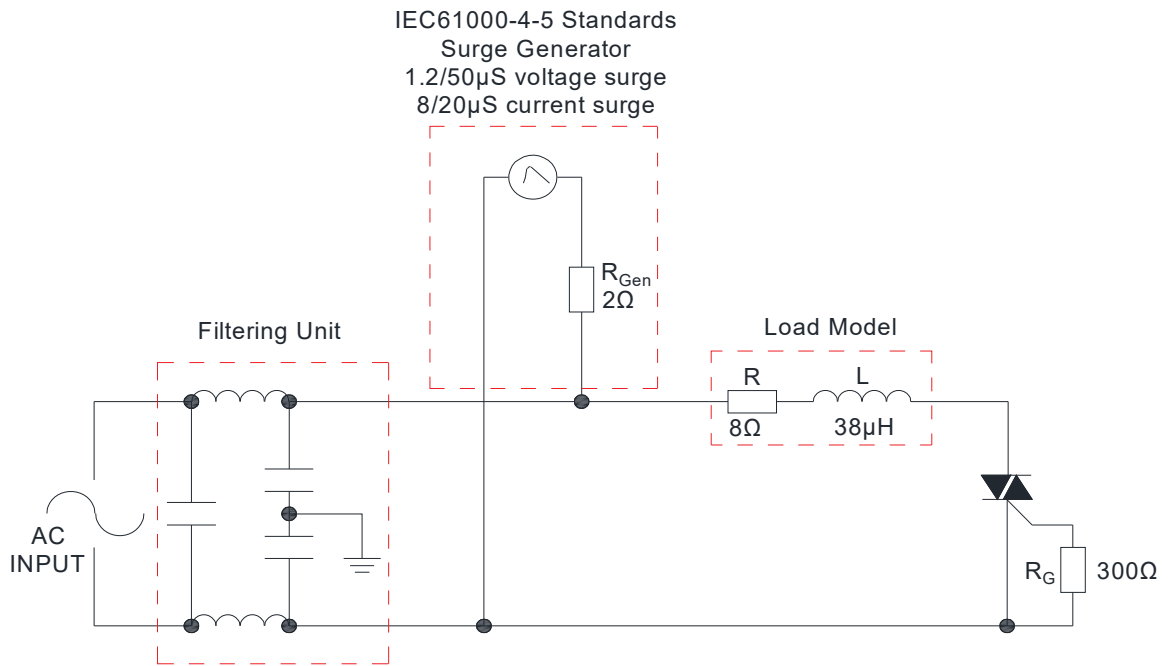 IEC61000-4-5 Standards
Surge Generator
1.2/50µS voltage surge
8/20µS current surge
R_Gen
2Ω
Filtering Unit
Load Model
R
L
8Ω
38µH
AC
INPUT
R_G
300Ω